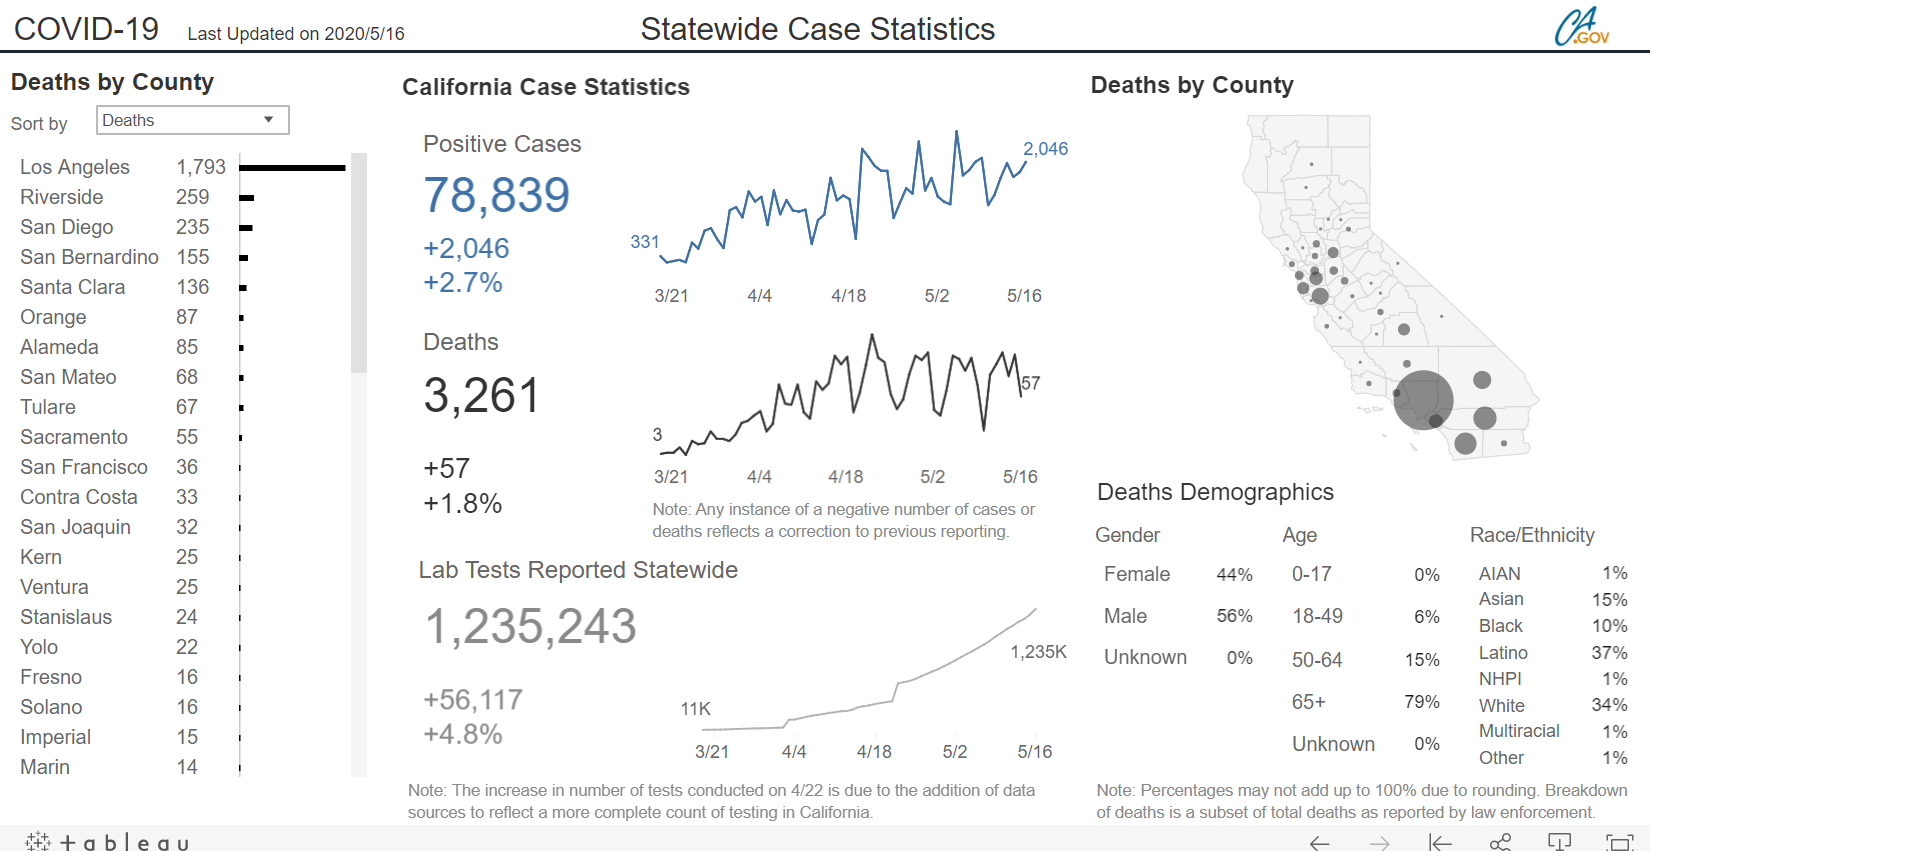 COVID-19
Last Updated on 2020/5/16
Statewide Case Statistics
CA
.GOV
Deaths by County
Sort by
Deaths
Los Angeles 1,793
Riverside 259
San Diego 235
San Bernardino 155
Santa Clara 136
Orange 87
Alameda 85
San Mateo 68
Tulare 67
Sacramento 55
San Francisco 36
Contra Costa 33
San Joaquin 32
Kern 25
Ventura 25
Stanislaus 24
Yolo 22
Fresno 16
Solano 16
Imperial 15
Marin 14
California Case Statistics
Positive Cases
78,839
+2,046
+2.7%
331
2,046
3/21 4/4 4/18 5/2 5/16
Deaths
3,261
+57
+1.8%
3
57
3/21 4/4 4/18 5/2 5/16
Note: Any instance of a negative number of cases or
deaths reflects a correction to previous reporting.
Lab Tests Reported Statewide
1,235,243
+56,117
+4.8%
11K
1,235K
3/21 4/4 4/18 5/2 5/16
Note: The increase in number of tests conducted on 4/22 is due to the addition of data
sources to reflect a more complete count of testing in California.
Deaths by County
Deaths Demographics
Gender
Female 44%
Male 56%
Unknown 0%
Age
0-17 0%
18-49 6%
50-64 15%
65+ 79%
Unknown 0%
Race/Ethnicity
AIAN 1%
Asian 15%
Black 10%
Latino 37%
NHPI 1%
White 34%
Multiracial 1%
Other 1%
Note: Percentages may not add up to 100% due to rounding. Breakdown
of deaths is a subset of total deaths as reported by law enforcement.
+ableau